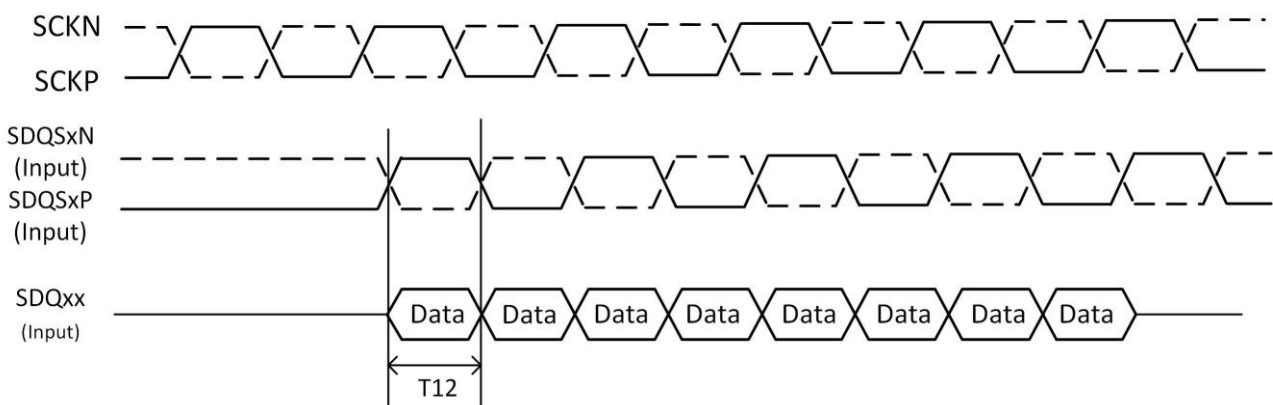 SCKN
SCKP
SDQSxN
(Input)
SDQSxP
(Input)
SDQxx
(Input)
Data Data Data Data Data Data Data Data
T12